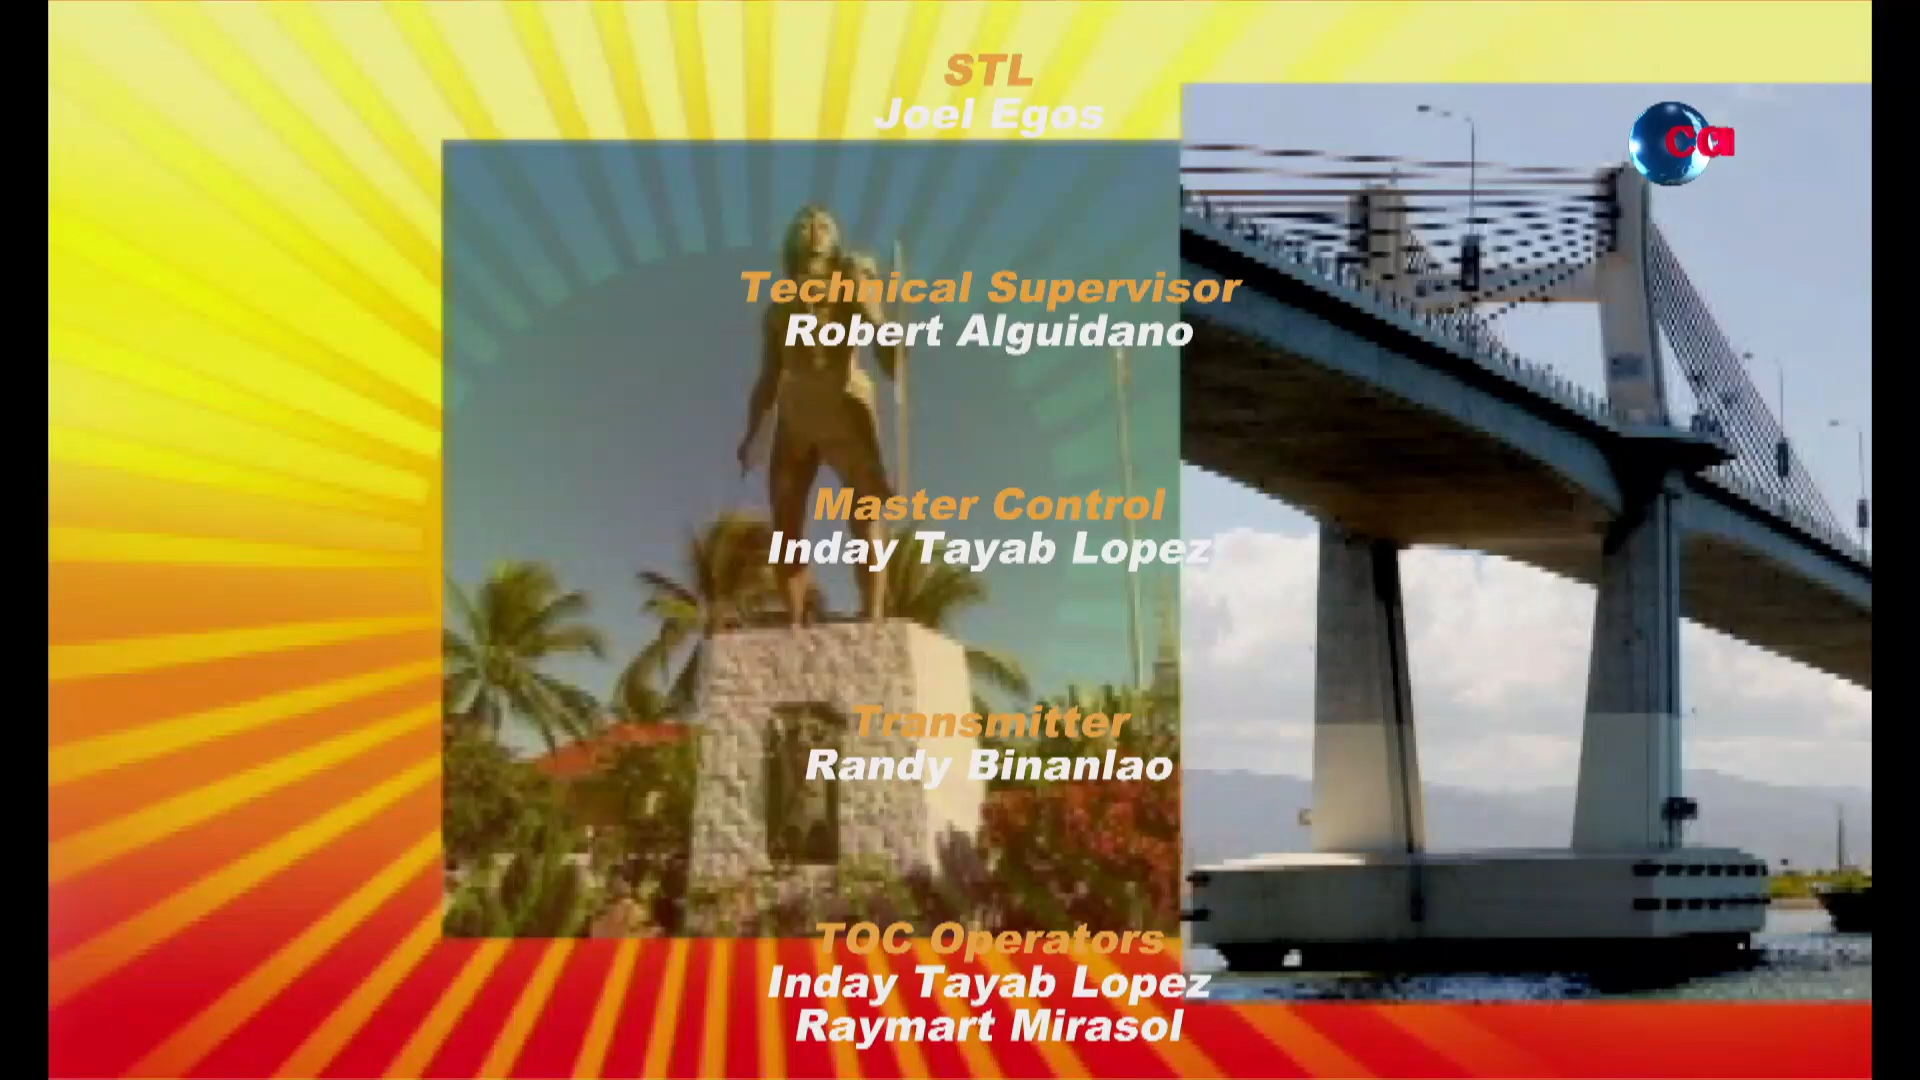 STL
Joel Egos
Technical Supervisor
Robert Alguidano
Master Control
Inday Tayab Lopez
Transmitter
Randy Binanlao
TOC Operators
Inday Tayab Lopez
Raymart Mirasol